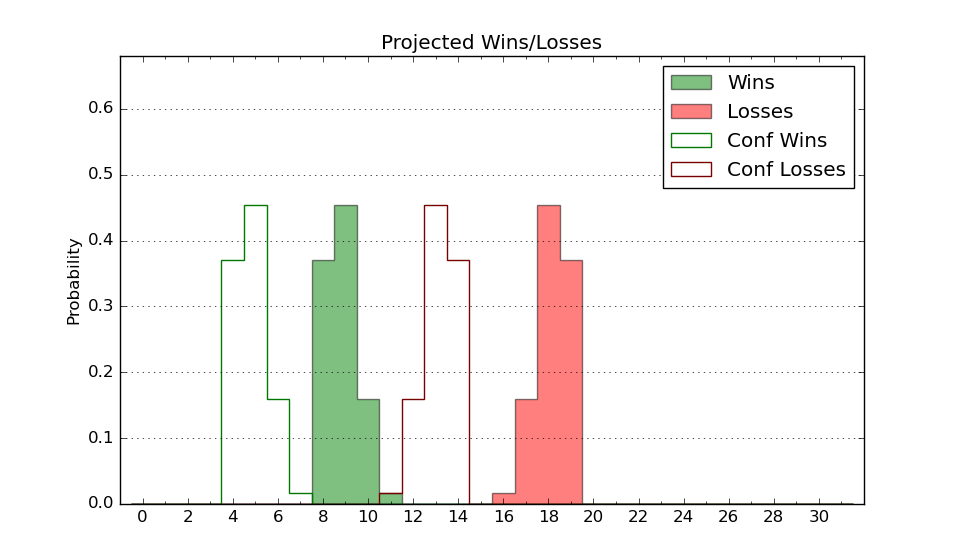 Projected Wins/Losses
Wins
Losses
Conf Wins
Conf Losses
Probability
0.6
0.5
0.4
0.3
0.2
0.1
0.0
0 2 4 6 8 10 12 14 16 18 20 22 24 26 28 30